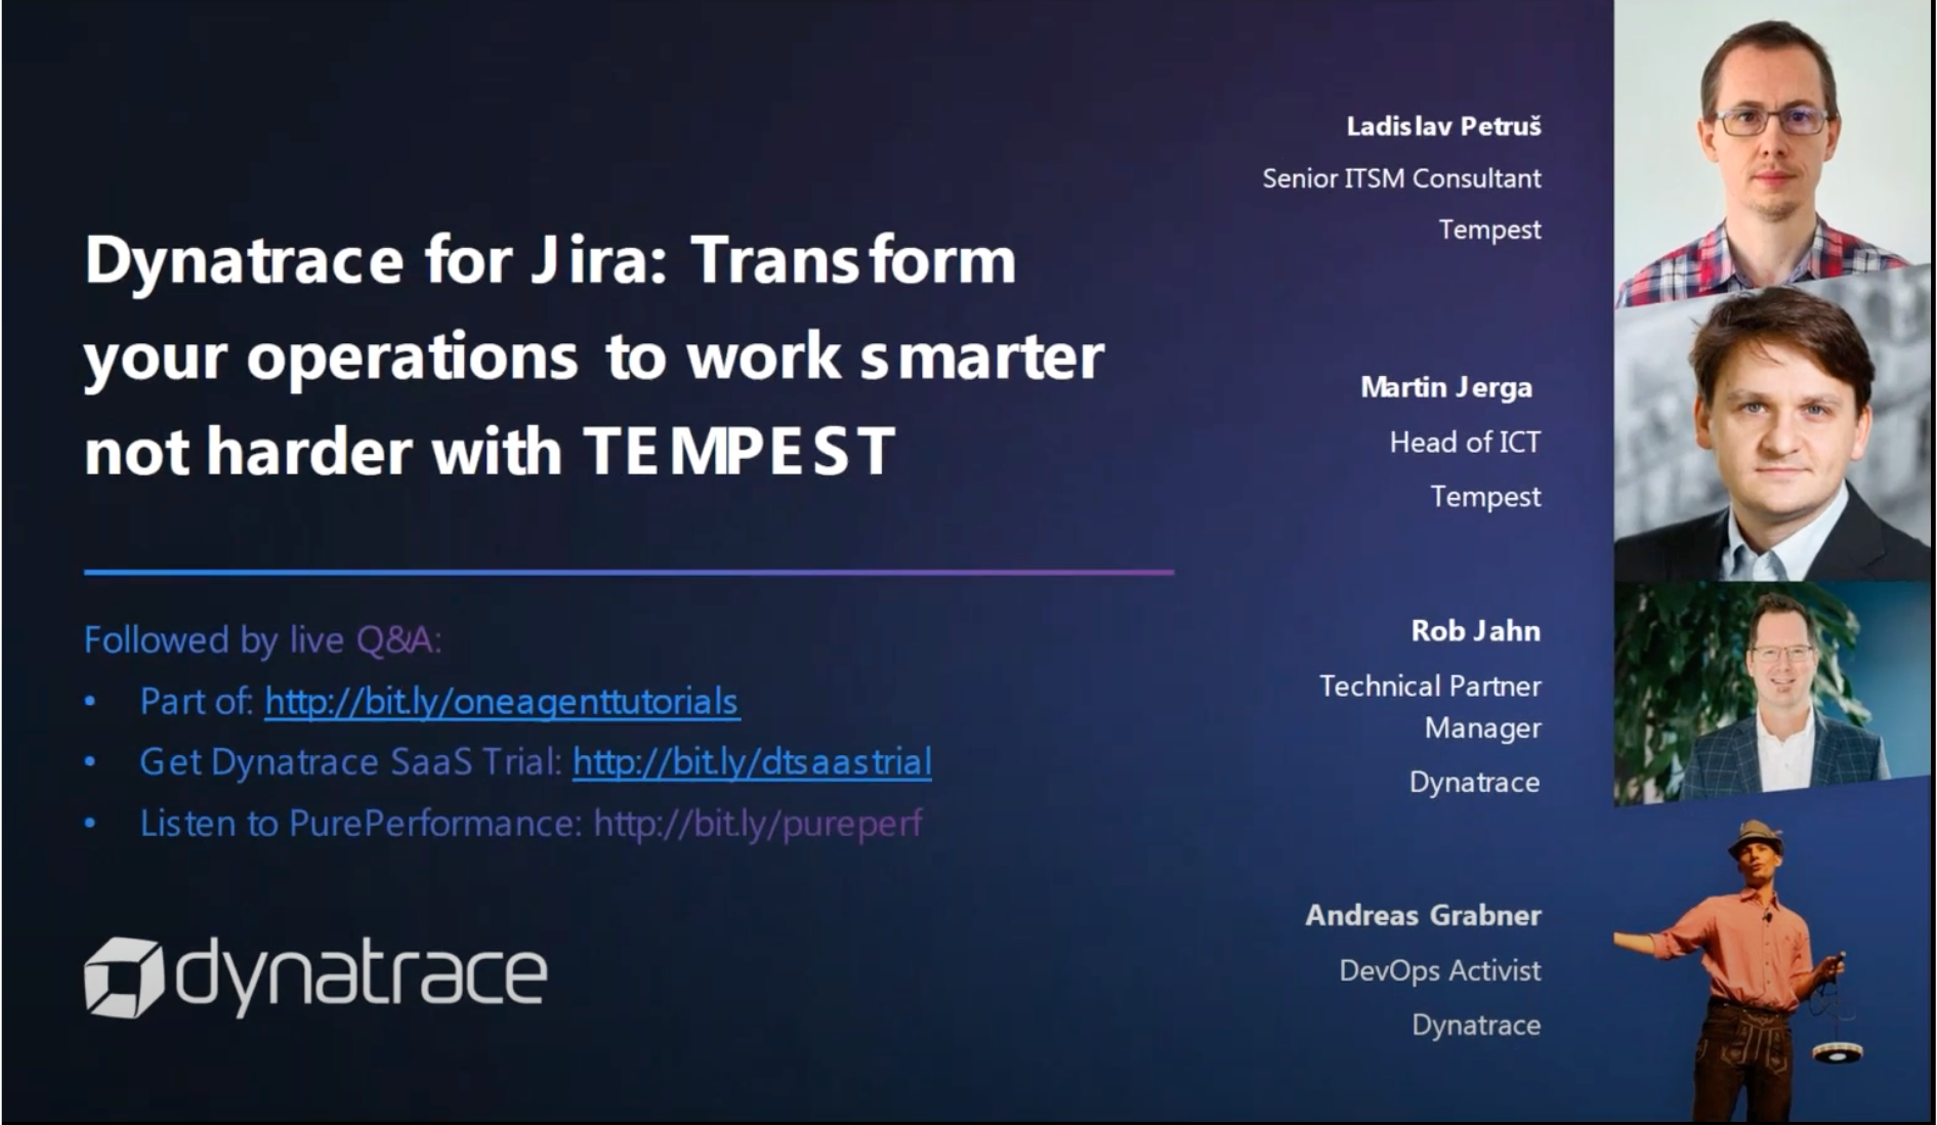 Dynatrace for Jira: Transform
your operations to work smarter
not harder with TEMPEST
Followed by live Q&A:
• Part of: http://bit.ly/oneagenttutorials
• Get Dynatrace SaaS Trial: http://bit.ly/dtsaastrial
• Listen to PurePerformance: http://bit.ly/pureperf
dynatrace
Ladislav Petruš
Senior ITSM Consultant
Tempest
Martin Jerga
Head of ICT
Tempest
Rob Jahn
Technical Partner
Manager
Dynatrace
Andreas Grabner
DevOps Activist
Dynatrace